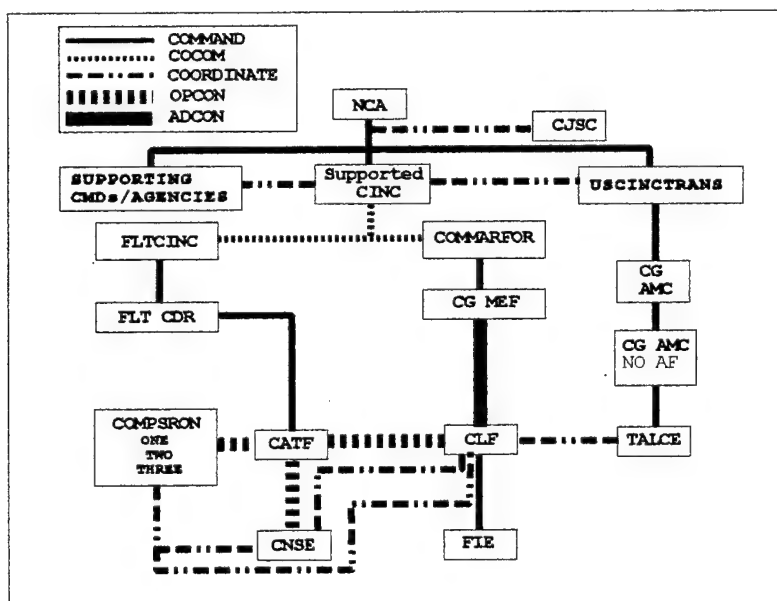 COMMAND
COCOM
COORDINATE
OPCON
ADCON
NCA
CJSC
SUPPORTING
CMDs/AGENCIES
Supported
CINC
USCINCTRANS
FLTCINC
COMMARFOR
CG
AMC
FLT CDR
CG MEF
CG AMC
NO AF
COMPSRON
ONE
TWO
THREE
CATF
CLF
TALCE
CNSE
FIE